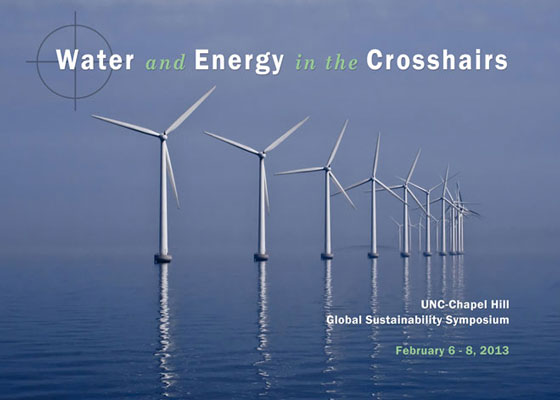 Water and Energy in the Crosshairs
UNC-Chapel Hill
Global Sustainability Symposium
February 6 - 8, 2013